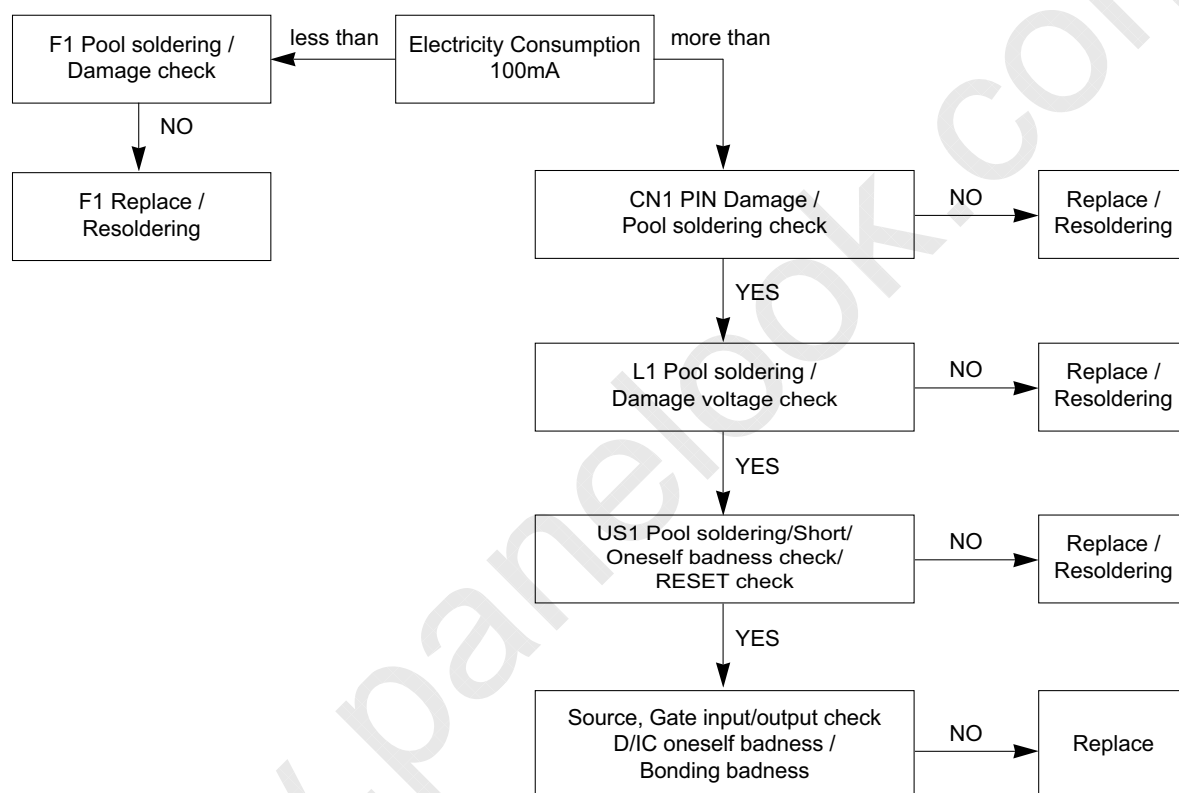 F1 Pool soldering /
Damage check
less than
Electricity Consumption
100mA
more than
NO
F1 Replace /
Resoldering
CN1 PIN Damage /
Pool soldering check
NO
Replace /
Resoldering
YES
L1 Pool soldering /
Damage voltage check
NO
Replace /
Resoldering
YES
US1 Pool soldering/Short/
Oneself badness check/
RESET check
NO
Replace /
Resoldering
YES
Source, Gate input/output check
D/IC oneself badness /
Bonding badness
NO
Replace
.panelook.com